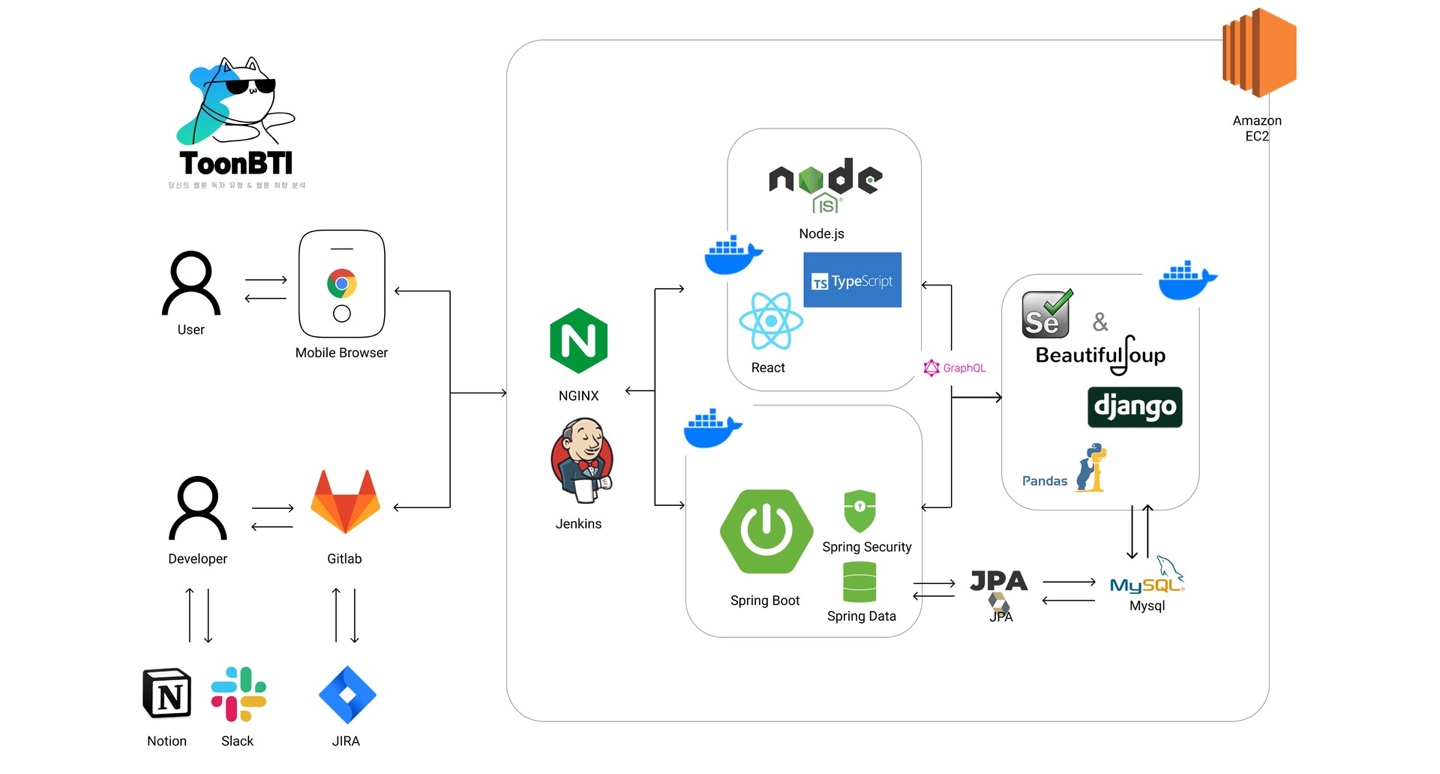 ToonBTI
당신의 웹툰 독자 유형 & 웹툰 취향 분석
Amazon
EC2
node
JS
Node.js
TS TypeScript
React
User
Mobile Browser
N
NGINX
Jenkins
GraphQL
Se
&
BeautifulSoup
django
Pandas
Developer
Gitlab
Spring Boot
Spring Security
Spring Data
JPA
JPA
MySQL
Mysql
N
Notion
Slack
JIRA